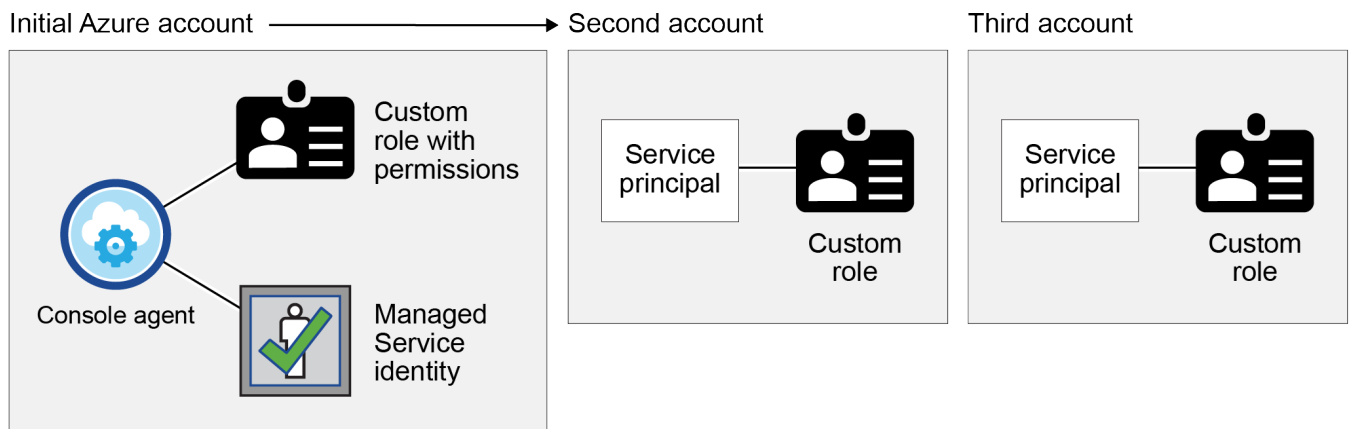 Initial Azure account
Second account
Third account
Custom
role with
permissions
Console agent
Managed
Service
identity
Service
principal
Custom
role
Service
principal
Custom
role